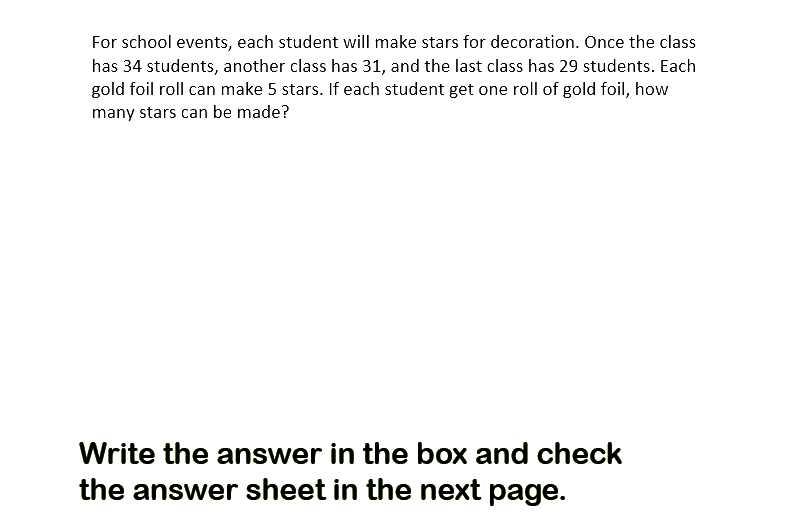 For school events, each student will make stars for decoration. Once the class
has 34 students, another class has 31, and the last class has 29 students. Each
gold foil roll can make 5 stars. If each student get one roll of gold foil, how
many stars can be made?
Write the answer in the box and check
the answer sheet in the next page.